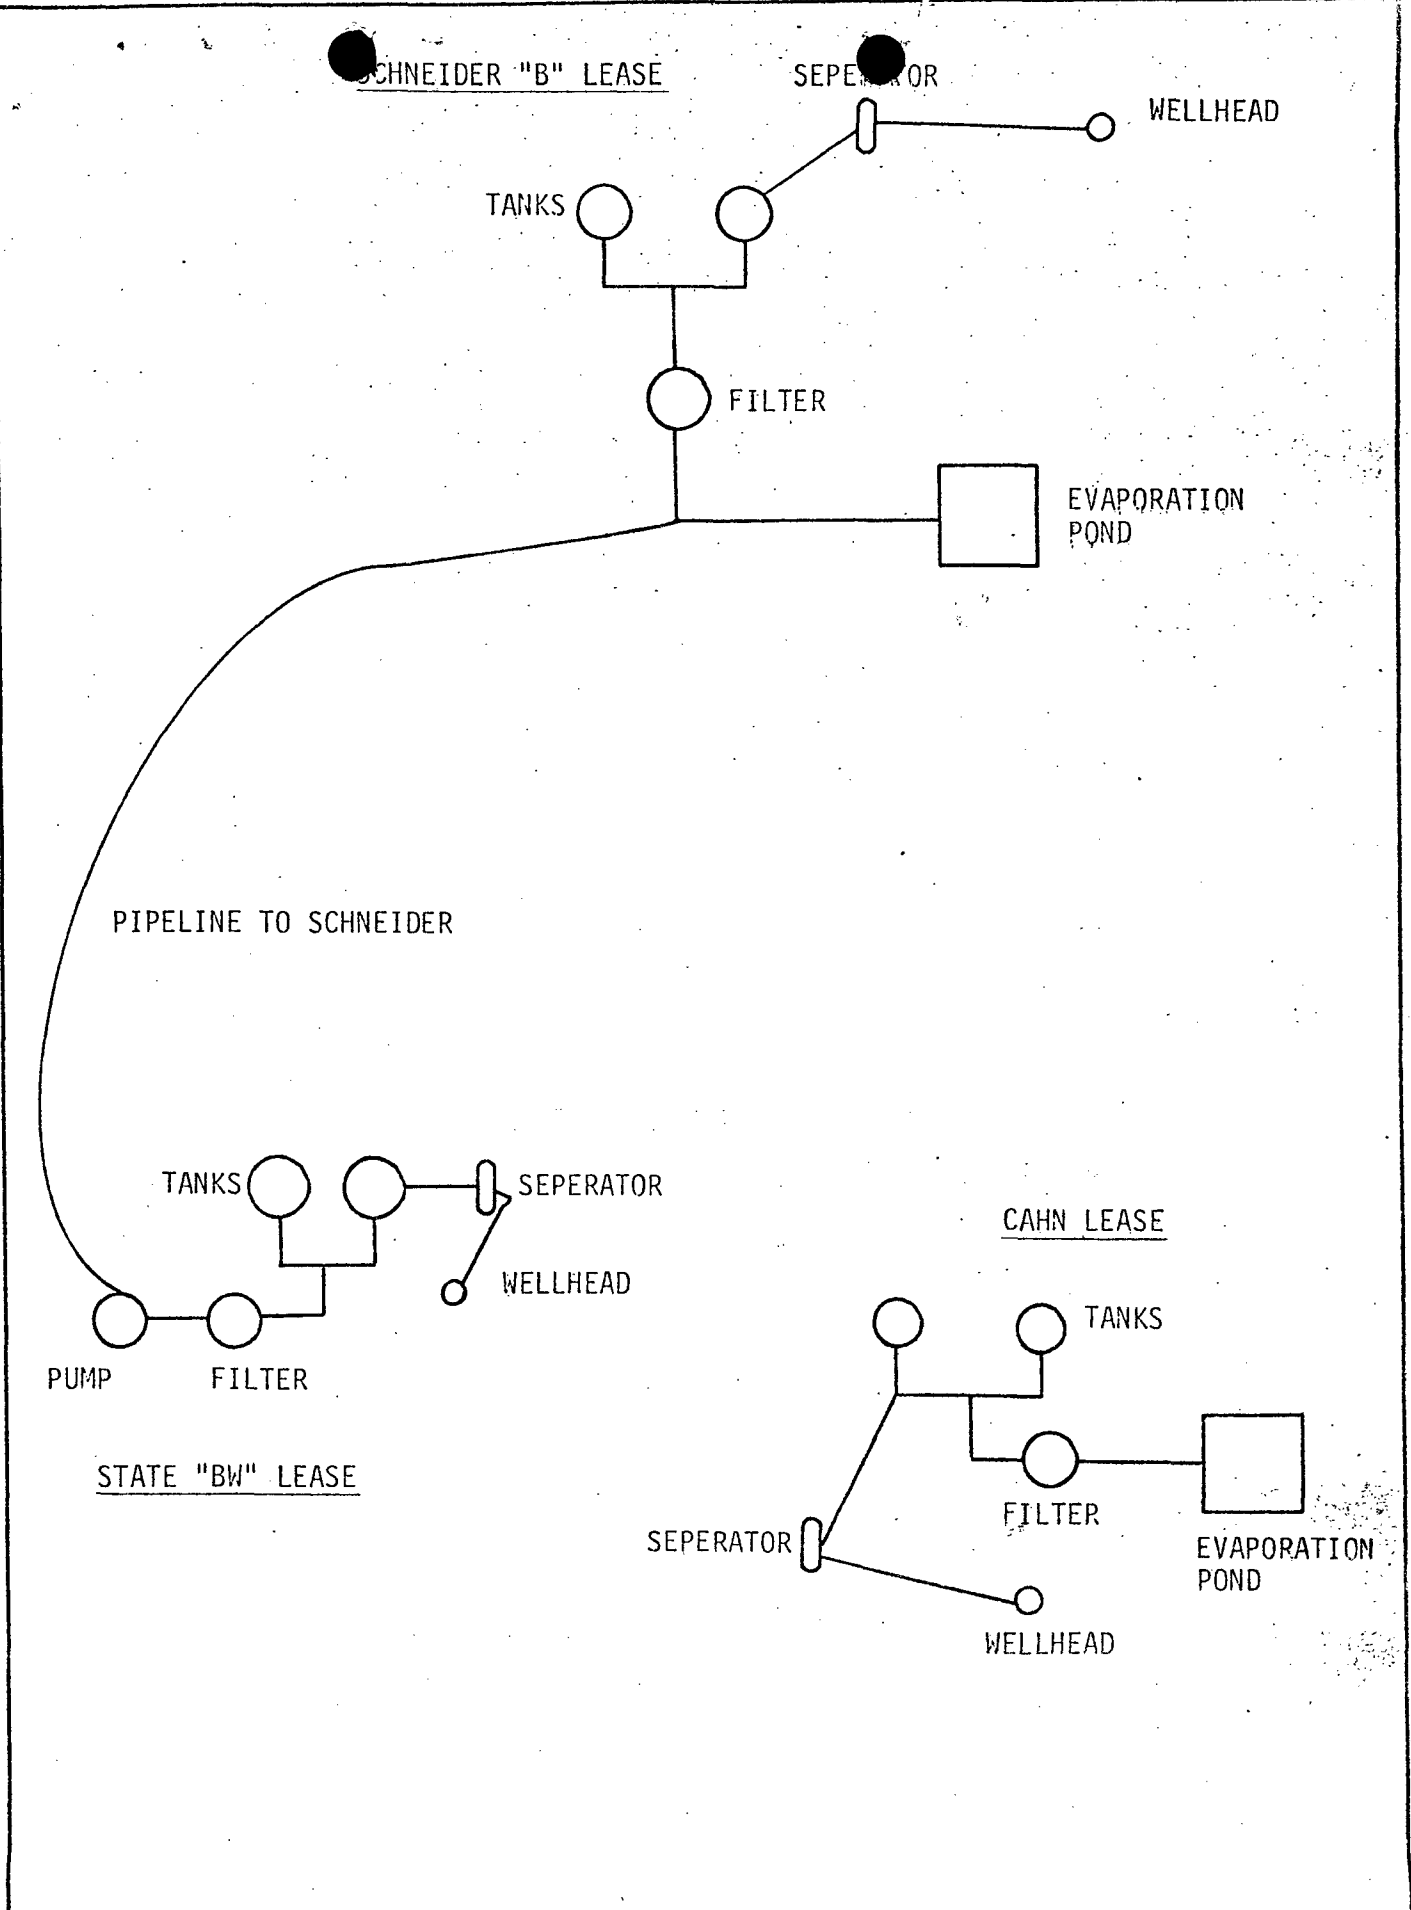 SCHNEIDER "B" LEASE
SEPERATOR
WELLHEAD
TANKS
FILTER
EVAPORATION
POND
PIPELINE TO SCHNEIDER
TANKS
SEPERATOR
WELLHEAD
PUMP
FILTER
STATE "BW" LEASE
CAHN LEASE
TANKS
FILTER
SEPERATOR
EVAPORATION
POND
WELLHEAD